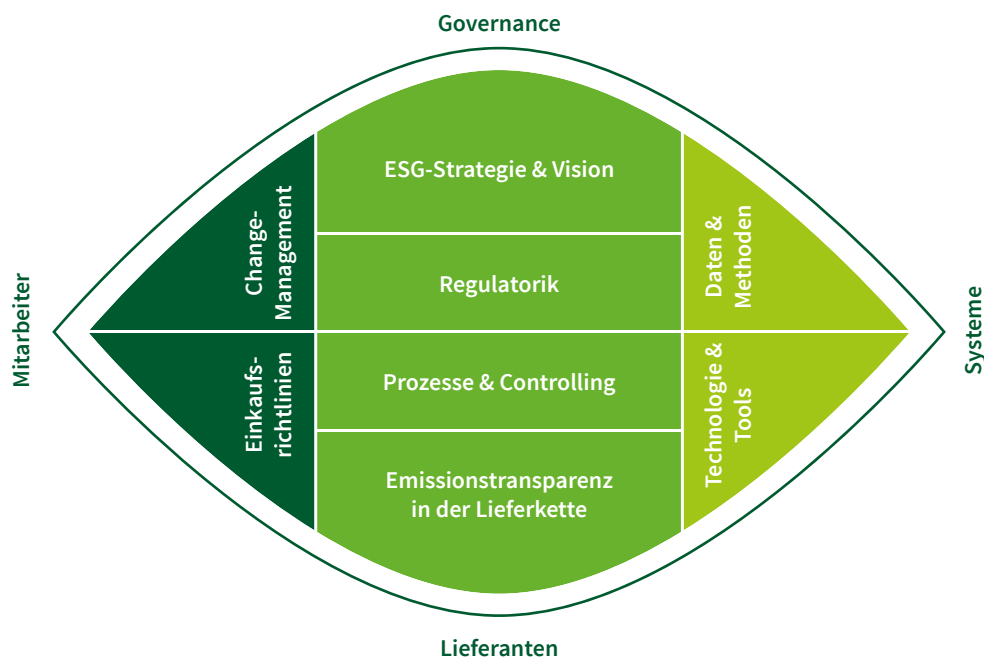 Governance
Mitarbeiter
Change-
Management
Einkaufs-
richtlinien
ESG-Strategie & Vision
Regulatorik
Prozesse & Controlling
Emissionstransparenz
in der Lieferkette
Daten &
Methoden
Technologie &
Tools
Systeme
Lieferanten